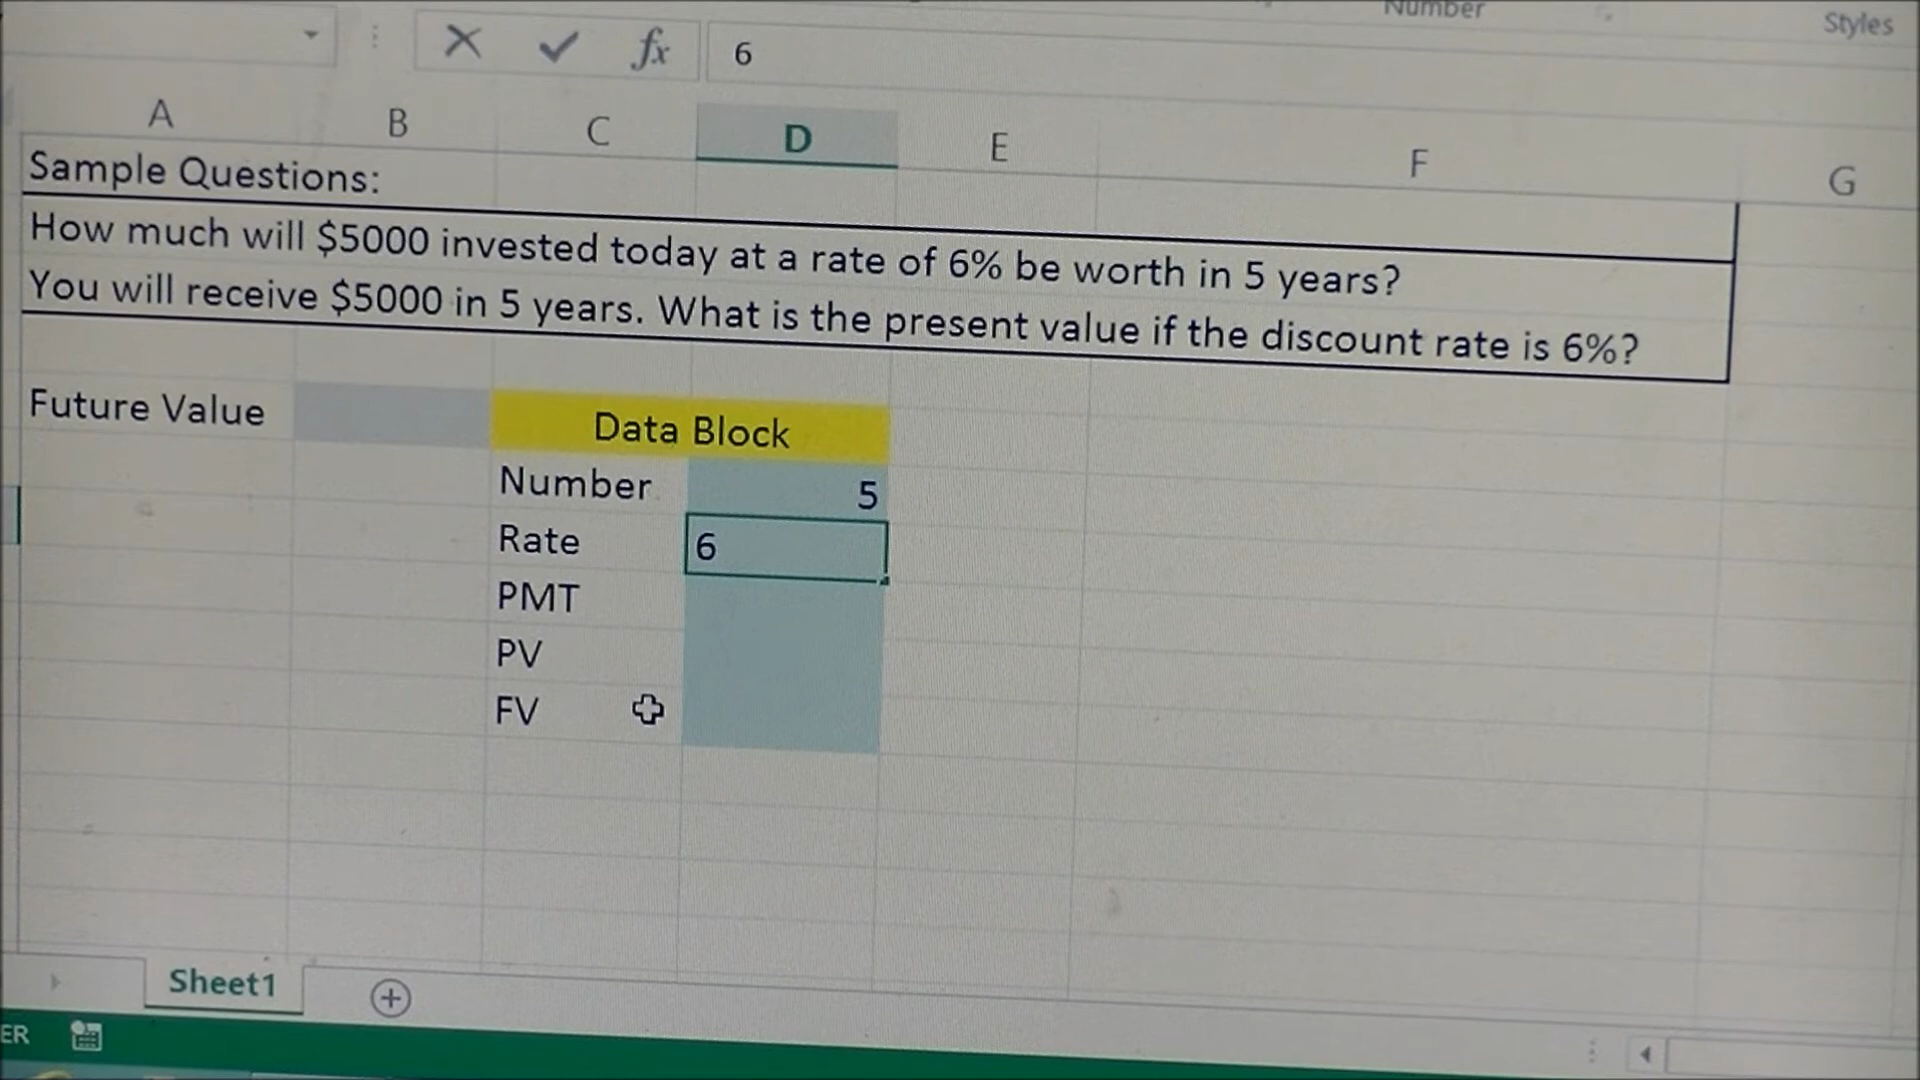 Number
Styles
fx
6
A B C D E F G
Sample Questions:
How much will $5000 invested today at a rate of 6% be worth in 5 years?
You will receive $5000 in 5 years. What is the present value if the discount rate is 6%?
Future Value
Data Block
Number 5
Rate 6
PMT
PV
FV
Sheet1
ER